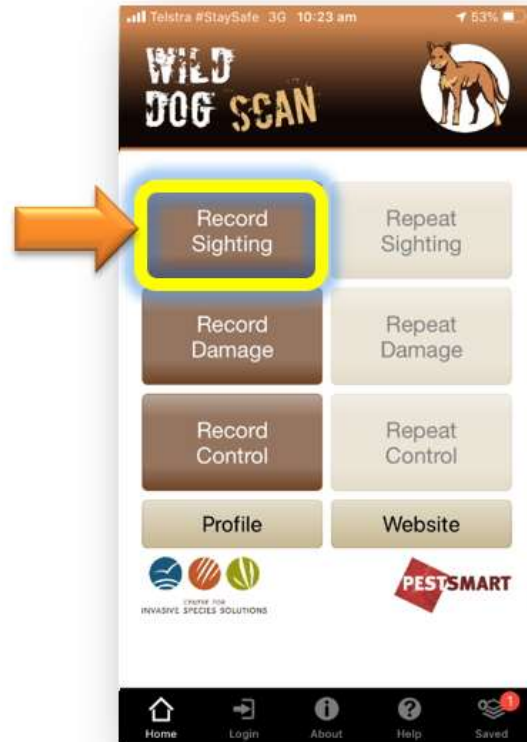 Telstra #StaySafe 3G 10:23 am 53%
WILD
DOG SCAN
Record
Sighting
Repeat
Sighting
Record
Damage
Repeat
Damage
Record
Control
Repeat
Control
Profile
Website
CENTRE FOR
INVASIVE SPECIES SOLUTIONS
PESTSMART
1
Home Login About Help Saved